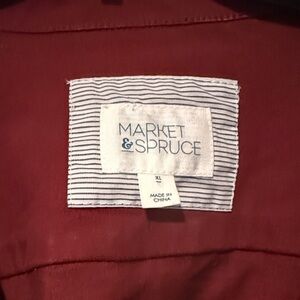 MARKET
&SPRUCE
XL
MADE IN
CHINA